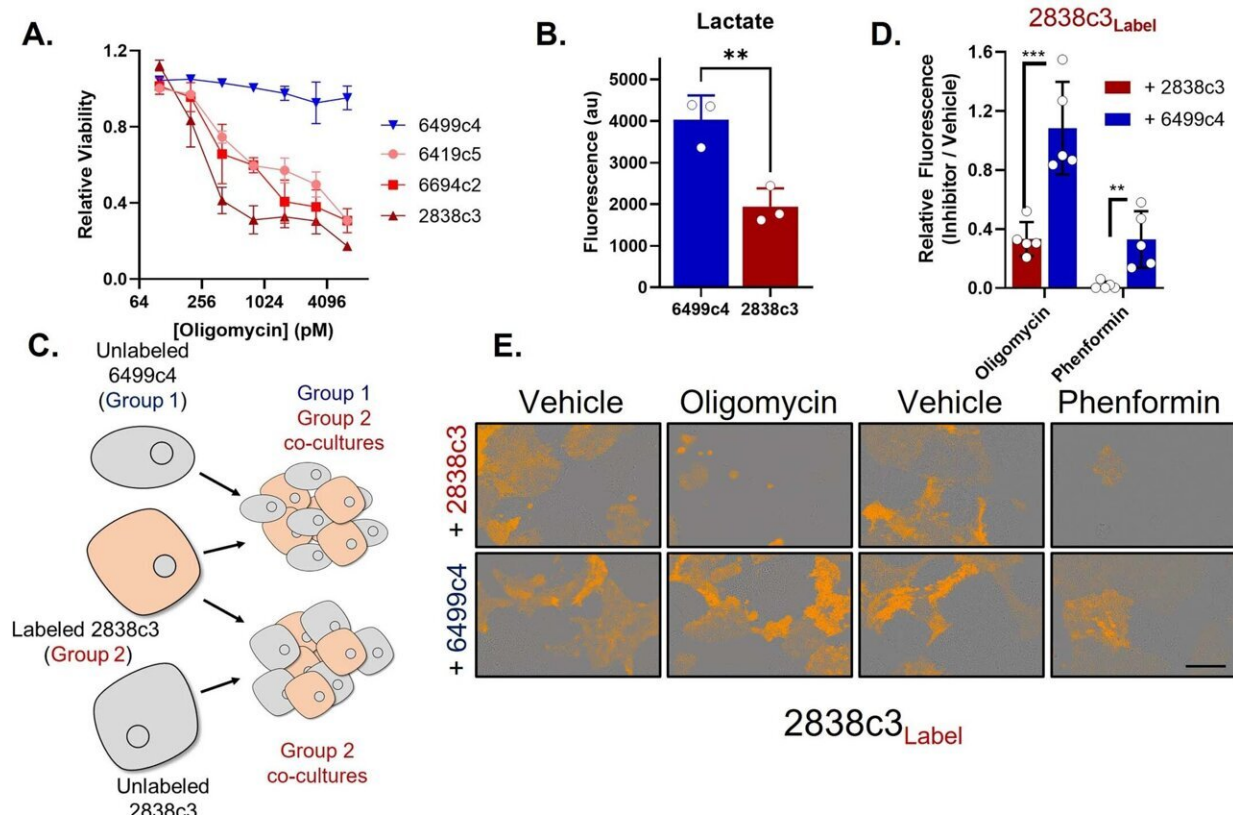 A.
1.2
0.8
0.4
0.0
Relative Viability
64
256
1024
4096
[Oligomycin] (pM)
6499c4
6419c5
6694c2
2838c3
B.
Lactate
**
5000
4000
3000
2000
1000
0
Fluorescence (au)
6499c4
2838c3
D.
2838c3Label
1.6
1.2
0.8
0.4
0.0
Relative Fluorescence
(Inhibitor / Vehicle)
***
**
+ 2838c3
+ 6499c4
Oligomycin
Phenformin
C.
Unlabeled
6499c4
(Group 1)
Group 1
Group 2
co-cultures
Labeled 2838c3
(Group 2)
Group 2
co-cultures
Unlabeled
2838c3
E.
Vehicle
Oligomycin
Vehicle
Phenformin
+ 2838c3
+ 6499c4
2838c3Label